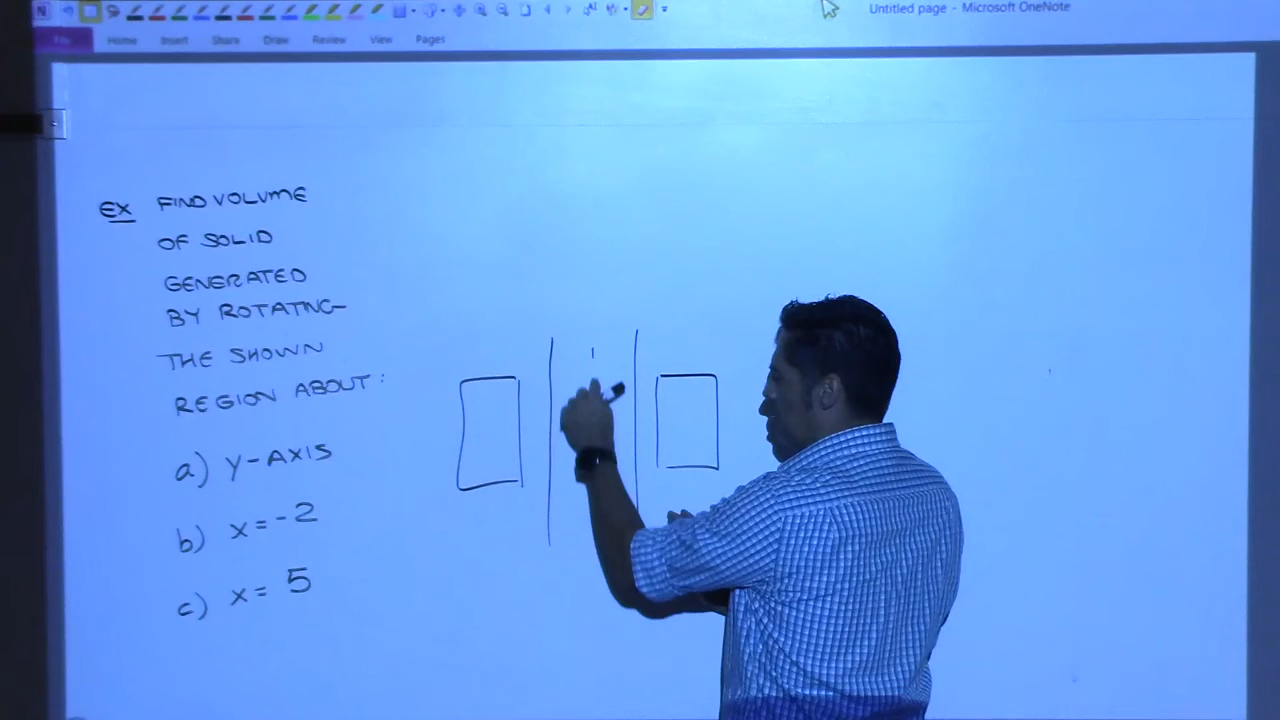 Untitled page - Microsoft OneNote
File Home Insert Share Draw Review View Pages
EX FIND VOLUME
OF SOLID
GENERATED
BY ROTATING
THE SHOWN
REGION ABOUT:
a) y-AXIS
b) x=-2
c) x= 5